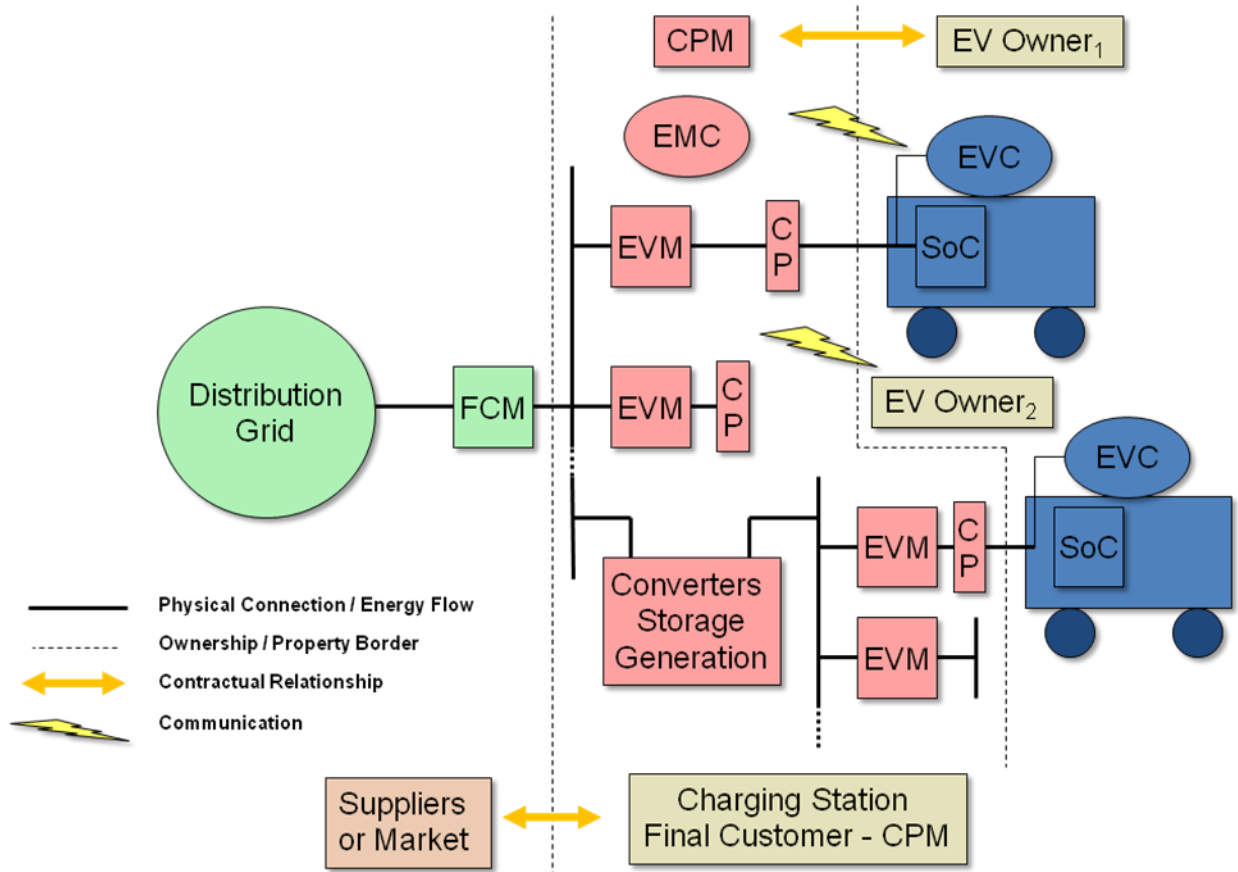 CPM
EV Owner1
EMC
EVC
EVM
C
P
SoC
Distribution
Grid
FCM
EVM
C
P
EV Owner2
EVC
EVM
C
P
SoC
Converters
Storage
Generation
EVM
Physical Connection / Energy Flow
Ownership / Property Border
Contractual Relationship
Communication
Suppliers
or Market
Charging Station
Final Customer - CPM